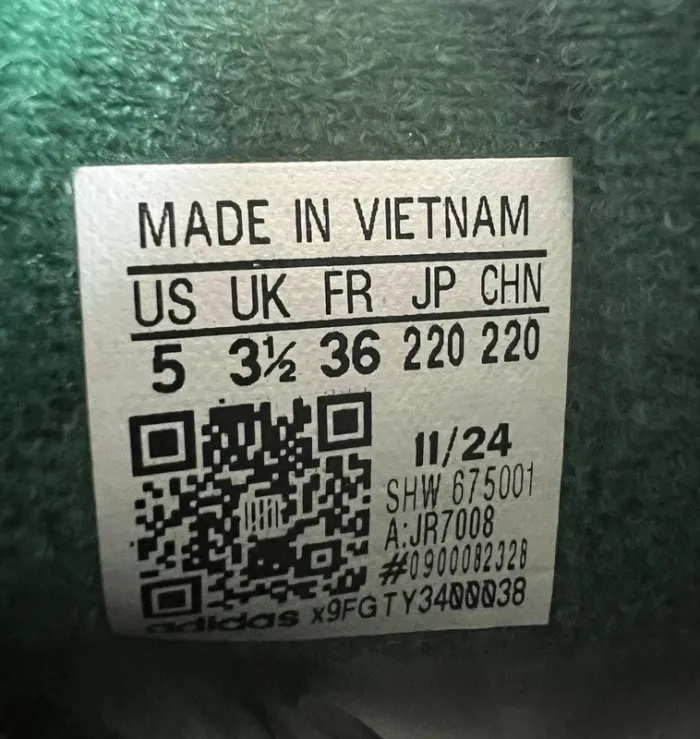 MADE IN VIETNAM
US UK FR JP CHN
5 3½ 36 220 220
11/24
SHW 675001
A:JR7008
#0900082328
adidas x9FGTY3400038